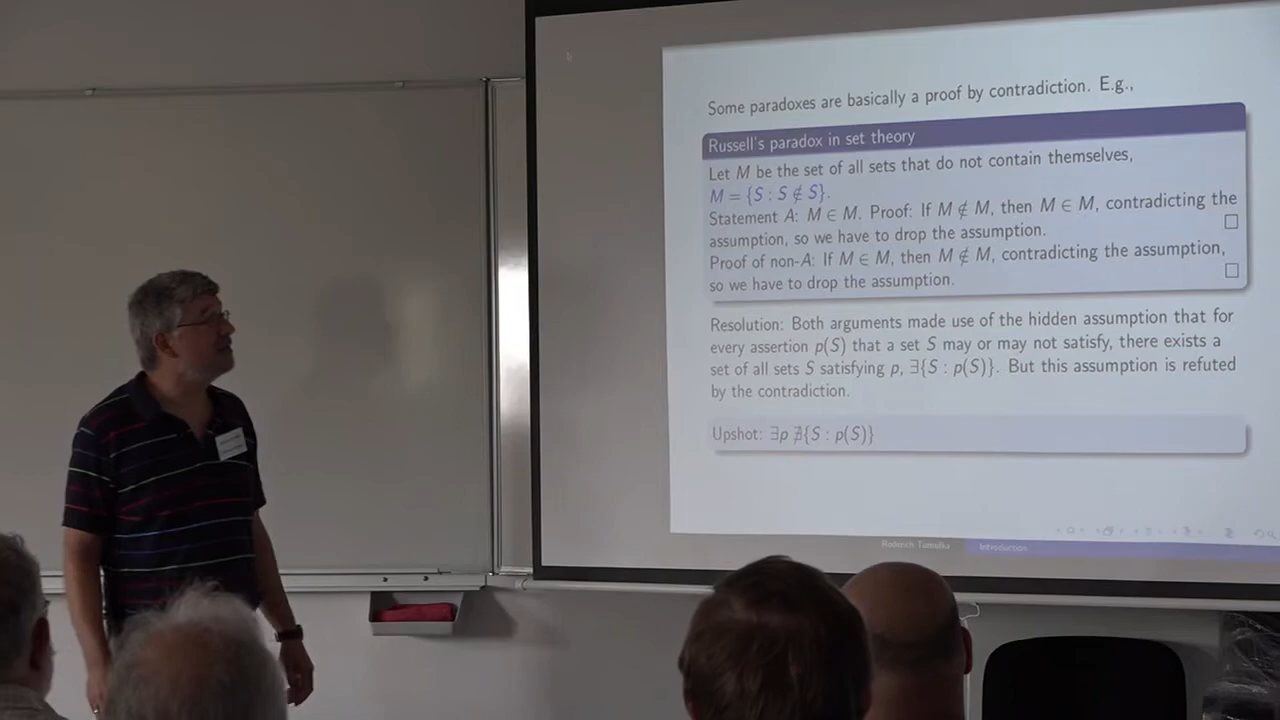 Some paradoxes are basically a proof by contradiction. E.g.,
Russell's paradox in set theory
Let M be the set of all sets that do not contain themselves,
M = {S : S ∉ S}.
Statement A: M ∈ M. Proof: If M ∉ M, then M ∈ M, contradicting the
assumption, so we have to drop the assumption. □
Proof of non-A: If M ∈ M, then M ∉ M, contradicting the assumption,
so we have to drop the assumption. □
Resolution: Both arguments made use of the hidden assumption that for
every assertion p(S) that a set S may or may not satisfy, there exists a
set of all sets S satisfying p, ∃{S : p(S)}. But this assumption is refuted
by the contradiction.
Upshot: ∃p ∄{S : p(S)}
Roderich Tumulka Introduction